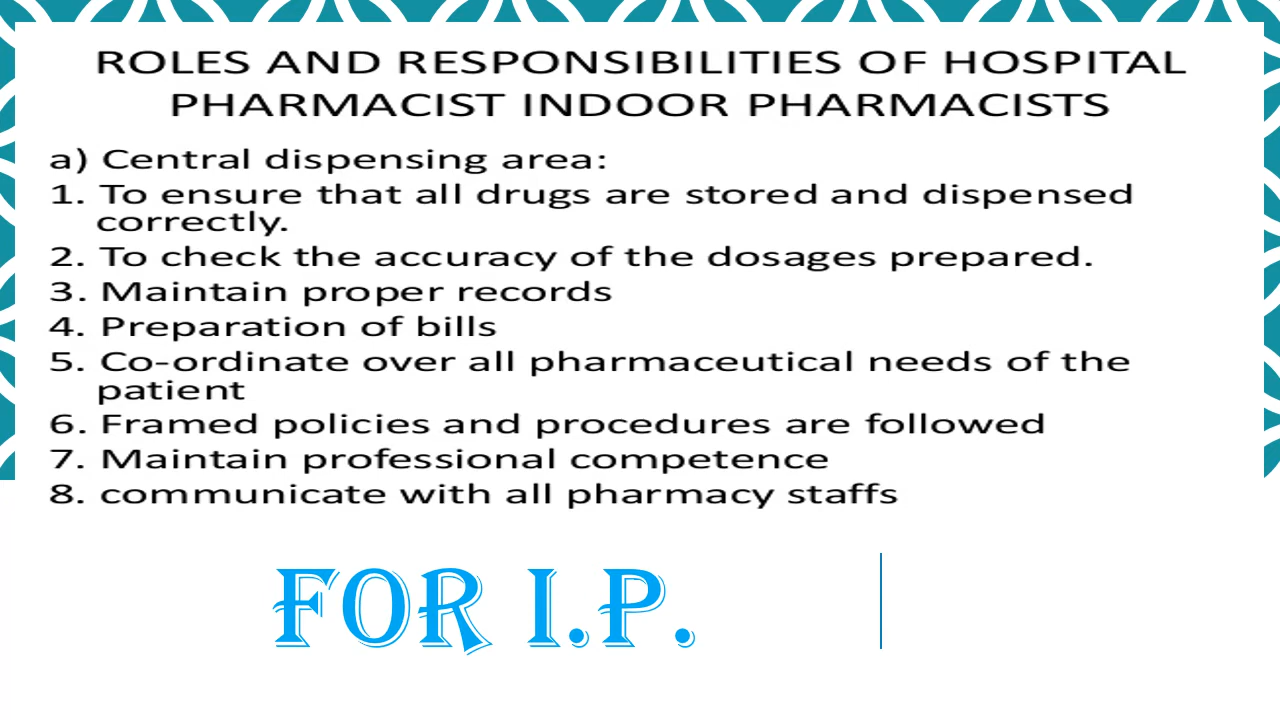 ROLES AND RESPONSIBILITIES OF HOSPITAL
PHARMACIST INDOOR PHARMACISTS
a) Central dispensing area:
1. To ensure that all drugs are stored and dispensed
correctly.
2. To check the accuracy of the dosages prepared.
3. Maintain proper records
4. Preparation of bills
5. Co-ordinate over all pharmaceutical needs of the
patient
6. Framed policies and procedures are followed
7. Maintain professional competence
8. communicate with all pharmacy staffs
FOR I.P.